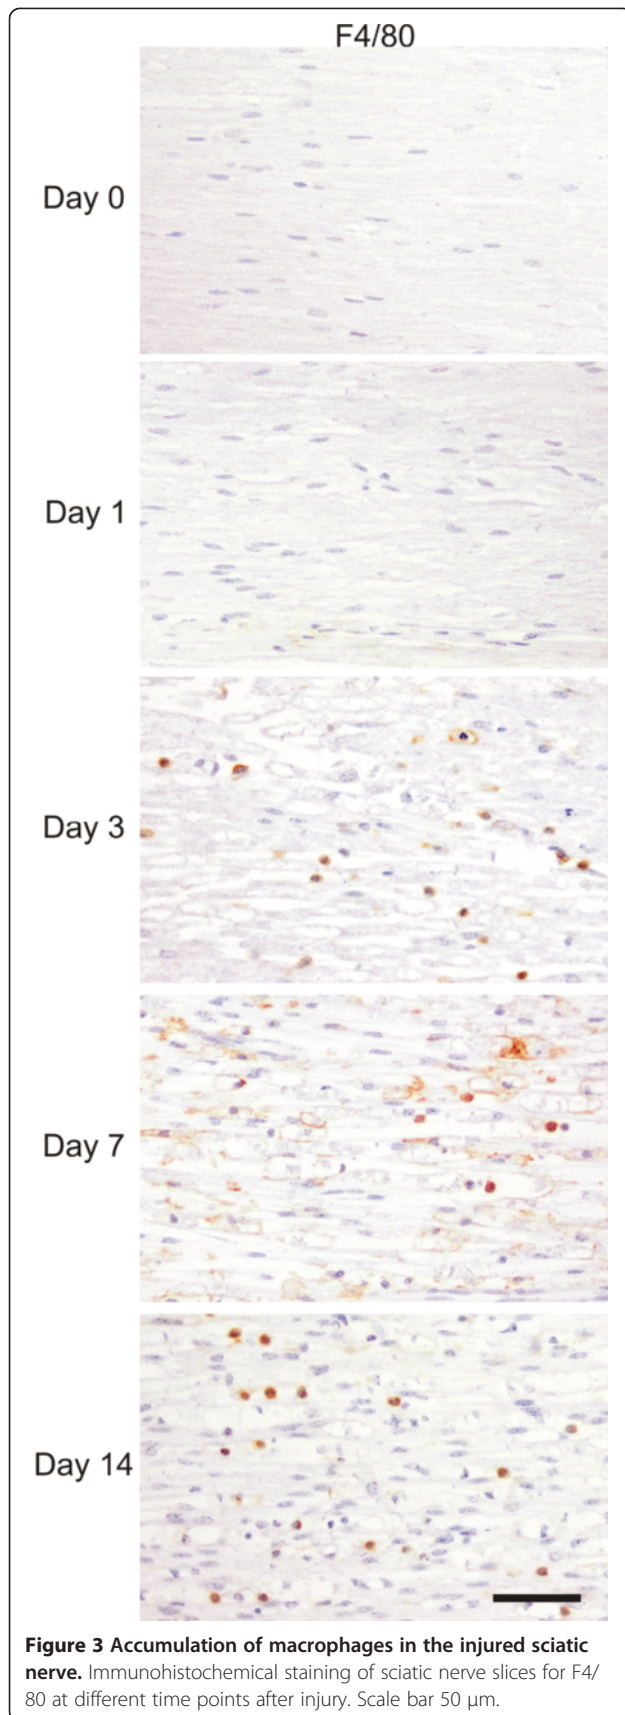 F4/80
Day 0
Day 1
Day 3
Day 7
Day 14
Figure 3 Accumulation of macrophages in the injured sciatic
nerve. Immunohistochemical staining of sciatic nerve slices for F4/
80 at different time points after injury. Scale bar 50 μm.